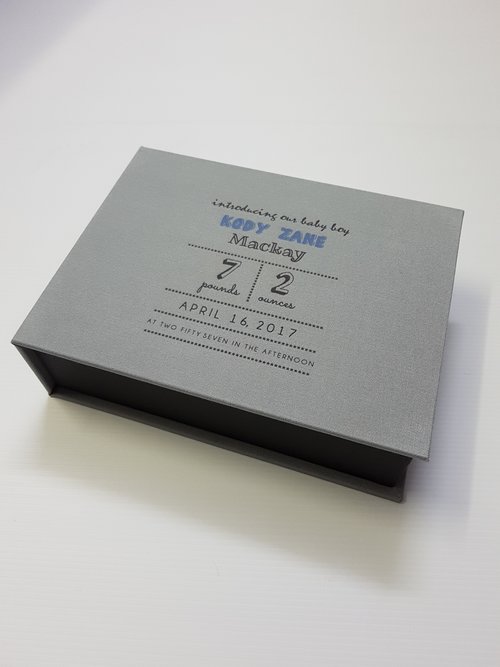 introducing our baby boy
KODY ZANE
Mackay
7 pounds 2 ounces
APRIL 16, 2017
AT TWO FIFTY SEVEN IN THE AFTERNOON